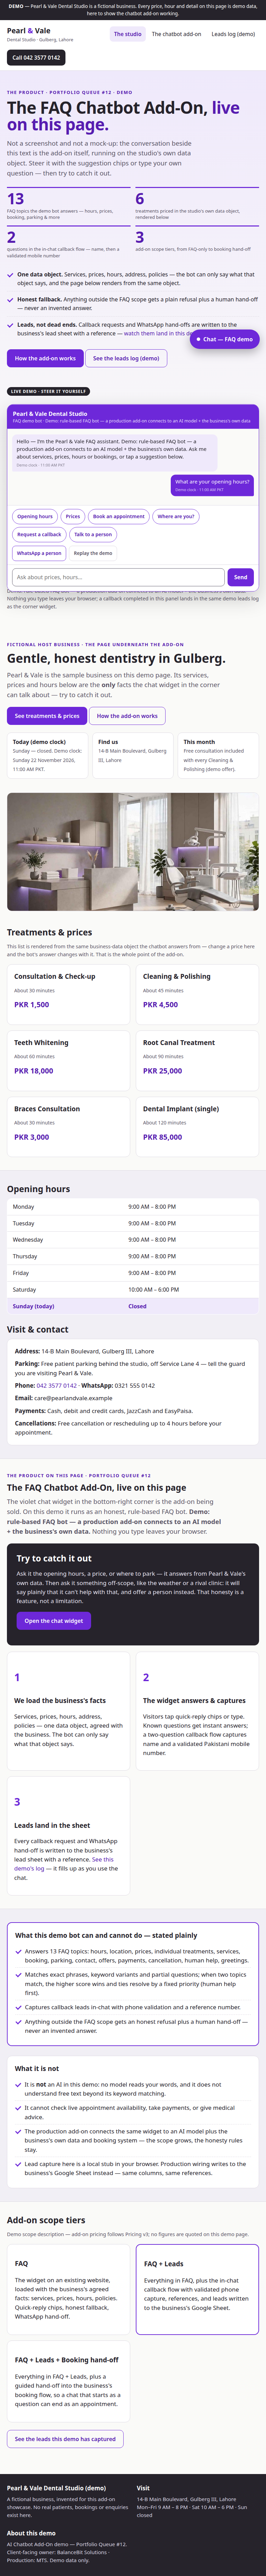 DEMO — Pearl & Vale Dental Studio is a fictional business. Every price, hour and detail on this page is demo data,
here to show the chatbot add-on working.
Pearl & Vale
Dental Studio · Gulberg, Lahore
The studio
The chatbot add-on
Leads log (demo)
Call 042 3577 0142
THE PRODUCT · PORTFOLIO QUEUE #12 · DEMO
The FAQ Chatbot Add-On, live
on this page.
Not a screenshot and not a mock-up: the conversation beside
this text is the add-on itself, running on the studio's own data
object. Steer it with the suggestion chips or type your own
question — then try to catch it out.
13
FAQ topics the demo bot answers — hours, prices,
booking, parking & more
6
treatments priced in the studio's own data object,
rendered below
2
questions in the in-chat callback flow — name, then a
validated mobile number
3
add-on scope tiers, from FAQ-only to booking hand-off
One data object. Services, prices, hours, address, policies — the bot can only say what that
object says, and the page below renders from the same.
Honest fallback. Anything outside the FAQ scope gets a plain refusal plus a human hand-off
— never an invented answer.
Leads, not dead ends. Callback requests and WhatsApp hand-offs are written to the
business's lead sheet with a reference — watch them land in this de
Chat — FAQ demo
How the add-on works
See the leads log (demo)
LIVE DEMO · STEER IT YOURSELF
Pearl & Vale Dental Studio
FAQ demo bot · Demo: rule-based FAQ bot — a production add-on connects to an AI model + the business's own data
Hello — I'm the Pearl & Vale FAQ assistant. Demo: rule-based FAQ bot — a
production add-on connects to an AI model + the business's own data. Ask me
about services, prices, hours or bookings, or tap a suggestion below.
Demo clock · 11:00 AM PKT
What are your opening hours?
Demo clock · 11:00 AM PKT
Opening hours
Prices
Book an appointment
Where are you?
Request a callback
Talk to a person
WhatsApp a person
Replay the demo
Ask about prices, hours...
Send
nothing you type leaves your browser; a callback completed in this panel lands in the same demo leads log
as the corner widget.
FICTIONAL HOST BUSINESS · THE PAGE UNDERNEATH THE ADD-ON
Gentle, honest dentistry in Gulberg.
Pearl & Vale is the sample business on this demo page. Its services,
prices and hours below are the only facts the chat widget in the corner
can talk about — try to catch it out.
See treatments & prices
How the add-on works
Today (demo clock)
Sunday — closed. Demo clock:
Sunday 22 November 2026,
11:00 AM PKT.
Find us
14-B Main Boulevard, Gulberg
III, Lahore
This month
Free consultation included
with every Cleaning &
Polishing (demo offer).
Treatments & prices
This list is rendered from the same business-data object the chatbot answers from — change a price here
and the bot's answer changes with it. That is the whole point of the add-on.
Consultation & Check-up
About 30 minutes
PKR 1,500
Cleaning & Polishing
About 45 minutes
PKR 4,500
Teeth Whitening
About 60 minutes
PKR 18,000
Root Canal Treatment
About 90 minutes
PKR 25,000
Braces Consultation
About 30 minutes
PKR 3,000
Dental Implant (single)
About 120 minutes
PKR 85,000
Opening hours
Monday 9:00 AM – 8:00 PM
Tuesday 9:00 AM – 8:00 PM
Wednesday 9:00 AM – 8:00 PM
Thursday 9:00 AM – 8:00 PM
Friday 9:00 AM – 8:00 PM
Saturday 10:00 AM – 6:00 PM
Sunday (today) Closed
Visit & contact
Address: 14-B Main Boulevard, Gulberg III, Lahore
Parking: Free patient parking behind the studio, off Service Lane 4 — tell the guard
you are visiting Pearl & Vale.
Phone: 042 3577 0142 · WhatsApp: 0321 555 0142
Email: care@pearlandvale.example
Payments: Cash, debit and credit cards, JazzCash and EasyPaisa.
Cancellations: Free cancellation or rescheduling up to 4 hours before your
appointment.
THE PRODUCT ON THIS PAGE · PORTFOLIO QUEUE #12
The FAQ Chatbot Add-On, live on this page
The violet chat widget in the bottom-right corner is the add-on being
sold. On this demo it runs as an honest, rule-based FAQ bot. Demo:
rule-based FAQ bot — a production add-on connects to an AI model
+ the business's own data. Nothing you type leaves your browser.
Try to catch it out
Ask it the opening hours, a price, or where to park — it answers from Pearl & Vale's
own data. Then ask it something off-scope, like the weather or a rival clinic: it will
say plainly that it can't help with that, and offer a person instead. That honesty is a
feature, not a limitation.
Open the chat widget
1
We load the business's facts
Services, prices, hours, address,
policies — one data object, agreed with
the business. The bot can only say
what that object says.
2
The widget answers & captures
Visitors tap quick-reply chips or type.
Known questions get instant answers;
a two-question callback flow captures
name and a validated Pakistani mobile
number.
3
Leads land in the sheet
Every callback request and WhatsApp
hand-off is written to the business's
lead sheet with a reference. See this
demo's log — it fills up as you use the
chat.
What this demo bot can and cannot do — stated plainly
Answers 13 FAQ topics: hours, location, prices, individual treatments, services,
booking, parking, contact, offers, payments, cancellation, human help, greetings.
Matches exact phrases, keyword variants and partial questions; when two topics
match, the higher score wins and ties resolve by a fixed priority (human help
first).
Captures callback leads in-chat with phone validation and a reference number.
Anything outside the FAQ scope gets an honest refusal plus a human hand-off —
never an invented answer.
What it is not
It is not an AI in this demo: no model reads your words, and it does not
understand free text beyond its keyword matching.
It cannot check live appointment availability, take payments, or give medical
advice.
The production add-on connects the same widget to an AI model plus the
business's own data and booking system — the scope grows, the honesty rules
stay.
Lead capture here is a local stub in your browser. Production wiring writes to the
business's Google Sheet instead — same columns, same references.
Add-on scope tiers
Demo scope description — add-on pricing follows Pricing v3; no figures are quoted on this demo page.
FAQ
The widget on an existing website,
loaded with the business's agreed
facts: services, prices, hours, policies.
Quick-reply chips, honest fallback,
WhatsApp hand-off.
FAQ + Leads
Everything in FAQ, plus the in-chat
callback flow with validated phone
capture, references, and leads written
to the business's Google Sheet.
FAQ + Leads + Booking hand-off
Everything in FAQ + Leads, plus a
guided hand-off into the business's
booking flow, so a chat that starts as a
question can end as an appointment.
See the leads this demo has captured
Pearl & Vale Dental Studio (demo)
A fictional business, invented for this add-on
showcase. No real patients, bookings or enquiries
exist here.
Visit
14-B Main Boulevard, Gulberg III, Lahore
Mon–Fri 9 AM – 8 PM · Sat 10 AM – 6 PM · Sun
closed
About this demo
AI Chatbot Add-On demo — Portfolio Queue #12.
Client-facing owner: BalanceBit Solutions ·
Production: MTS. Demo data only.